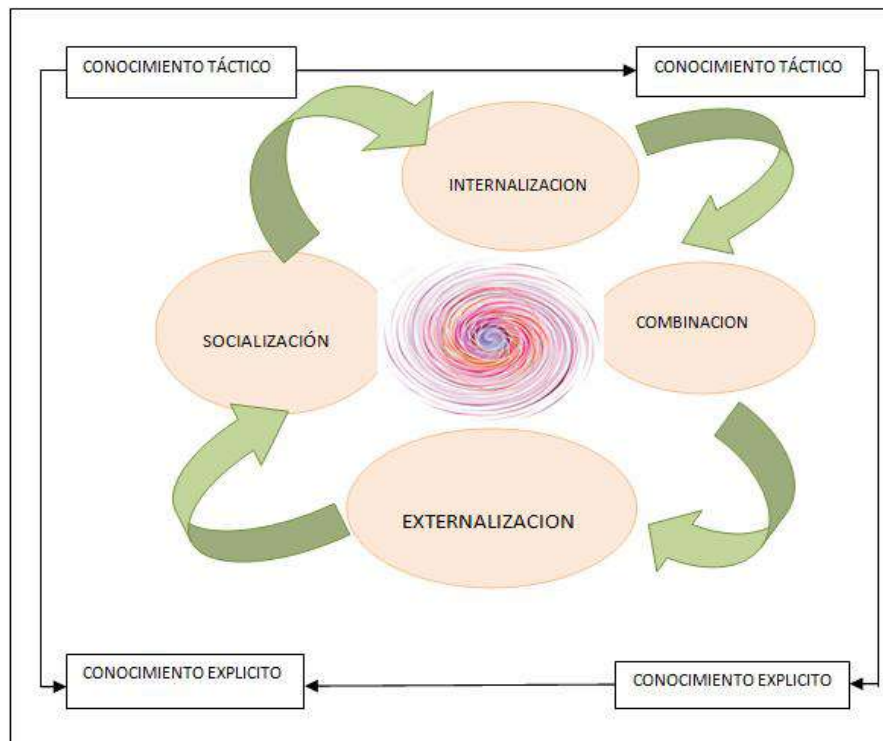 CONOCIMIENTO TÁCTICO
CONOCIMIENTO TÁCTICO
INTERNALIZACION
COMBINACION
SOCIALIZACIÓN
EXTERNALIZACION
CONOCIMIENTO EXPLICITO
CONOCIMIENTO EXPLICITO